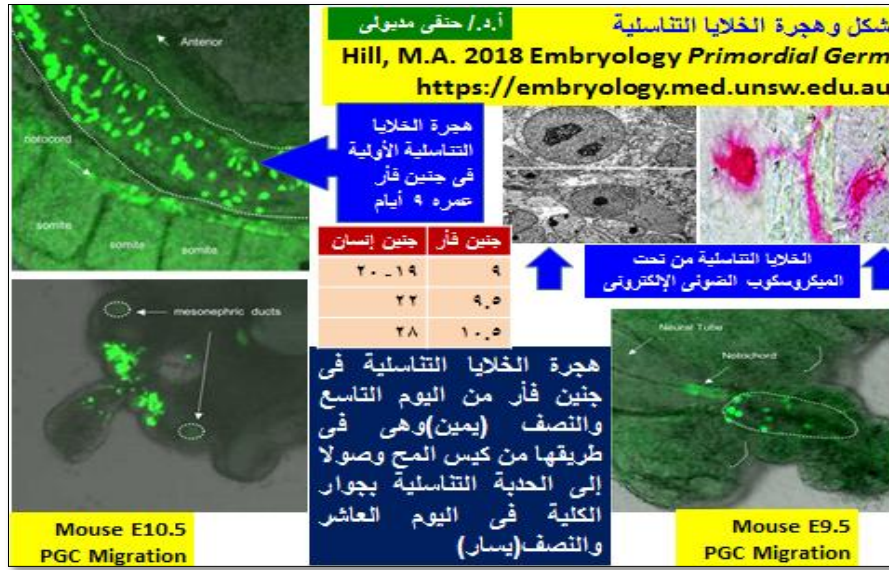 شكل وهجرة الخلايا التناسلية
أ.د./ حنفى مدبولى
Hill, M.A. 2018 Embryology Primordial Germ
https://embryology.med.unsw.edu.au
Anterior
notocord
somite
somite
somite
هجرة الخلايا
التناسلية الأولية
فى جنين فأر
عمره ٩ أيام
جنين فأر جنين إنسان
٩ ١٩-٢٠
٩.٥ ٢٢
١٠.٥ ٢٨
الخلايا التناسلية من تحت
الميكروسكوب الضوئى الإلكترونى
mesonephric ducts
Neural Tube
Notochord
هجرة الخلايا التناسلية فى
جنين فأر من اليوم التاسع
والنصف (يمين)وهى فى
طريقها من كيس المح وصولا
إلى الحدبة التناسلية بجوار
الكلية فى اليوم العاشر
والنصف(يسار)
Mouse E10.5
PGC Migration
Mouse E9.5
PGC Migration